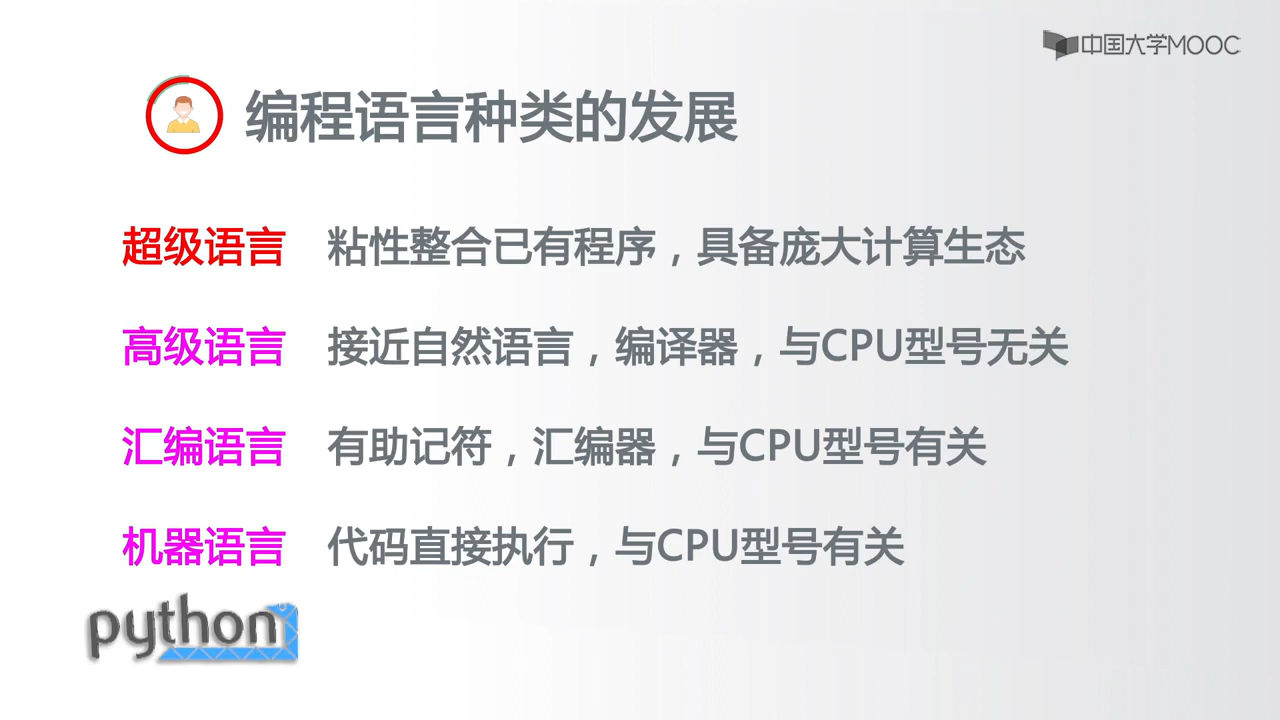 中国大学MOOC
编程语言种类的发展
超级语言 粘性整合已有程序，具备庞大计算生态
高级语言 接近自然语言，编译器，与CPU型号无关
汇编语言 有助记符，汇编器，与CPU型号有关
机器语言 代码直接执行，与CPU型号有关
python